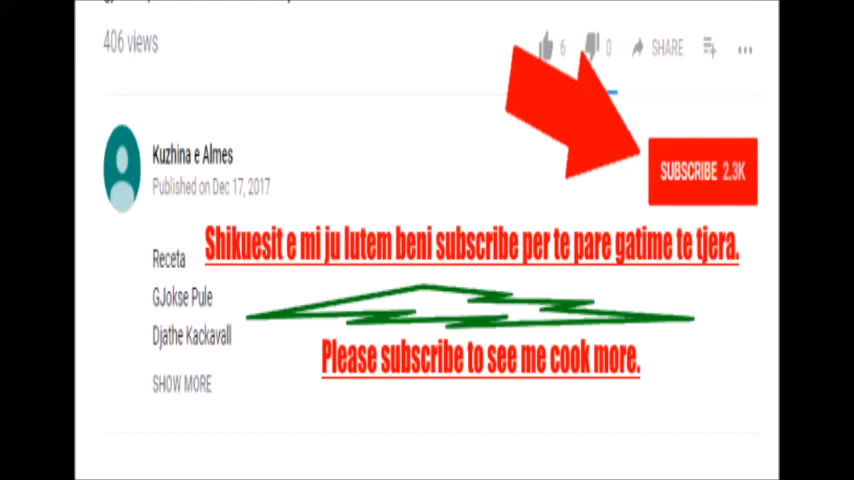 406 views
6
0
SHARE
Kuzhina e Almes
Published on Dec 17, 2017
SUBSCRIBE 2.3K
Shikuesit e mi ju lutem beni subscribe per te pare gatime te tjera.
Receta
GJokse Pule
Djathe Kackavall
Please subscribe to see me cook more.
SHOW MORE